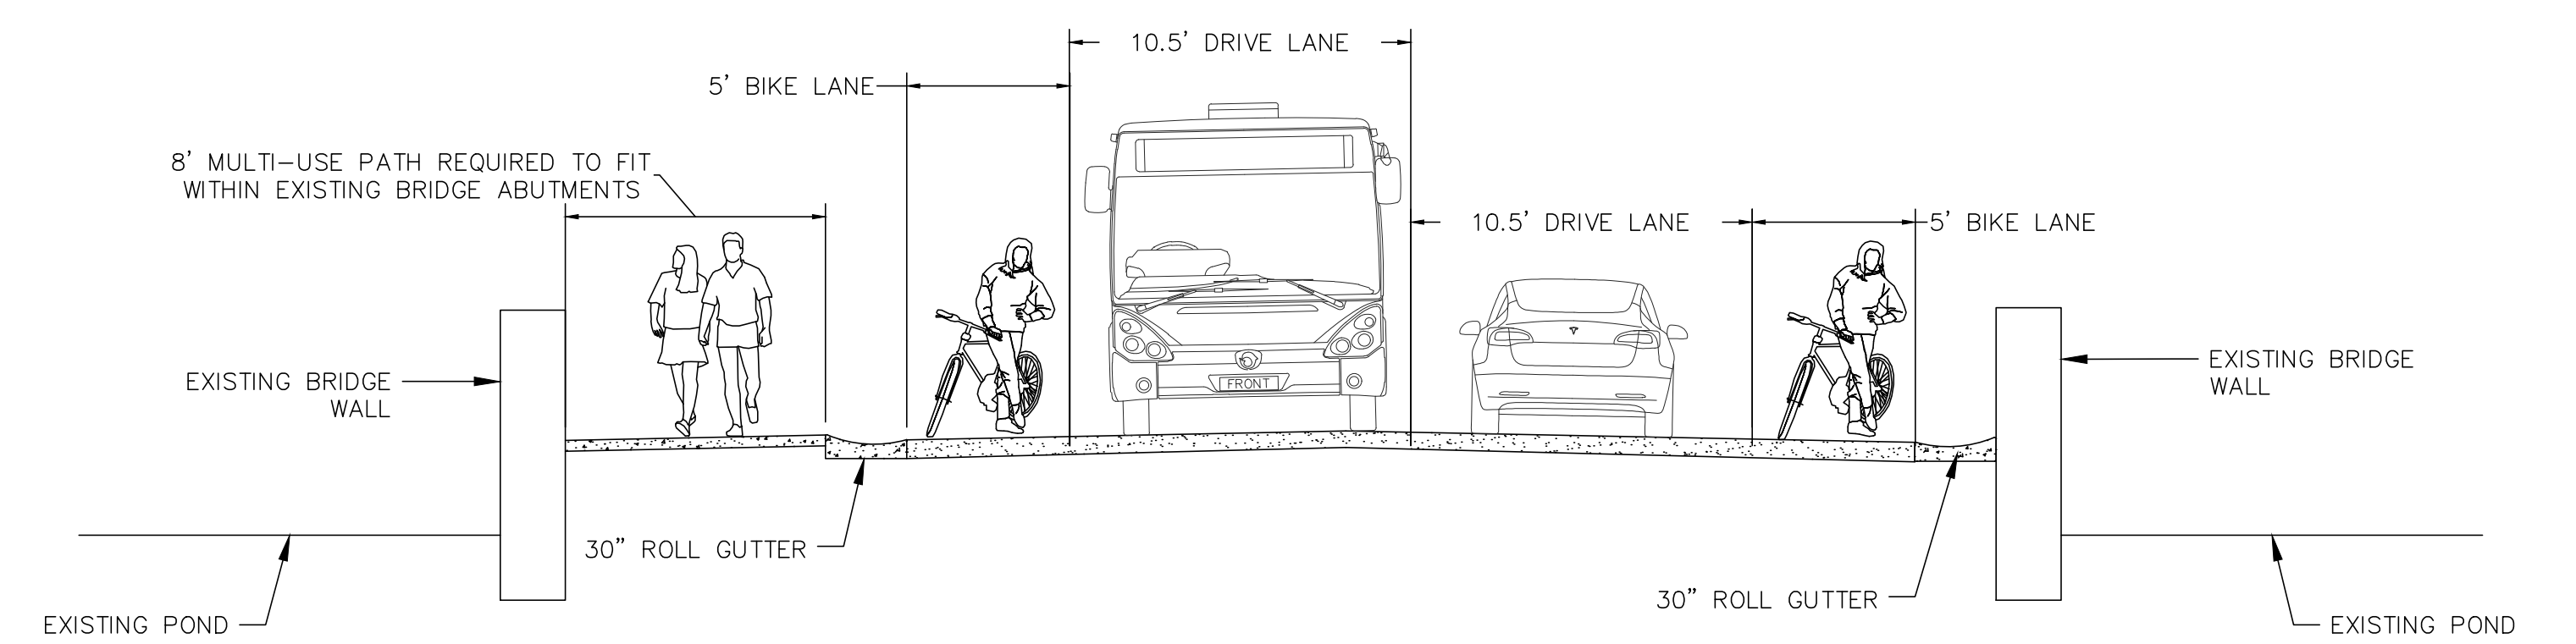 10.5' DRIVE LANE
5' BIKE LANE
8' MULTI-USE PATH REQUIRED TO FIT
WITHIN EXISTING BRIDGE ABUTMENTS
10.5' DRIVE LANE
5' BIKE LANE
EXISTING BRIDGE
WALL
EXISTING BRIDGE
WALL
FRONT
30" ROLL GUTTER
30" ROLL GUTTER
EXISTING POND
EXISTING POND